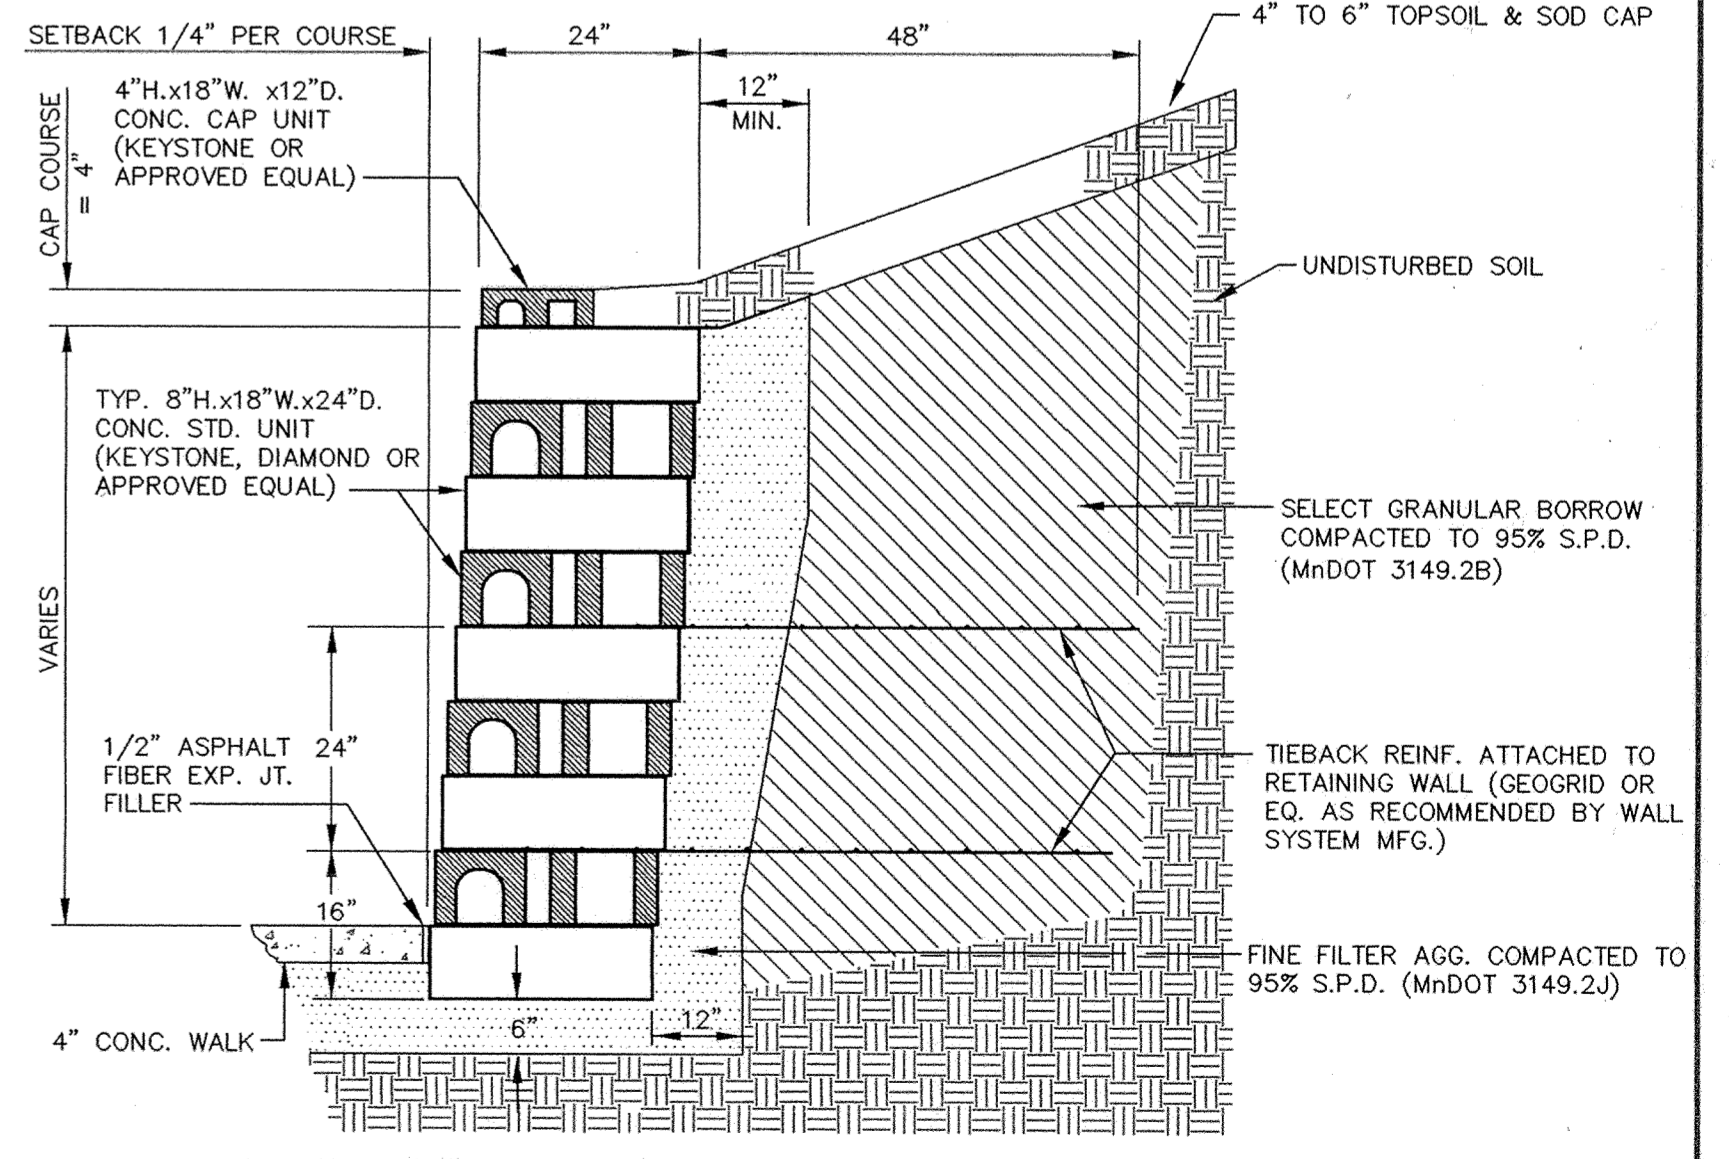 SETBACK 1/4" PER COURSE
24"
48"
4" TO 6" TOPSOIL & SOD CAP
12"
MIN.
CAP COURSE
= 4"
4"H.x18"W. x12"D.
CONC. CAP UNIT
(KEYSTONE OR
APPROVED EQUAL)
UNDISTURBED SOIL
TYP. 8"H.x18"W.x24"D.
CONC. STD. UNIT
(KEYSTONE, DIAMOND OR
APPROVED EQUAL)
SELECT GRANULAR BORROW
COMPACTED TO 95% S.P.D.
(MnDOT 3149.2B)
VARIES
1/2" ASPHALT
FIBER EXP. JT.
FILLER
24"
TIEBACK REINF. ATTACHED TO
RETAINING WALL (GEOGRID OR
EQ. AS RECOMMENDED BY WALL
SYSTEM MFG.)
16"
FINE FILTER AGG. COMPACTED TO
95% S.P.D. (MnDOT 3149.2J)
4" CONC. WALK
6"
12"